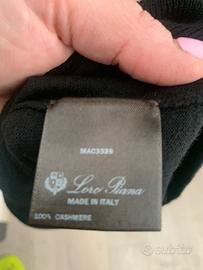 MAC3329
Loro Piana
MADE IN ITALY
100% CASHMERE
subito